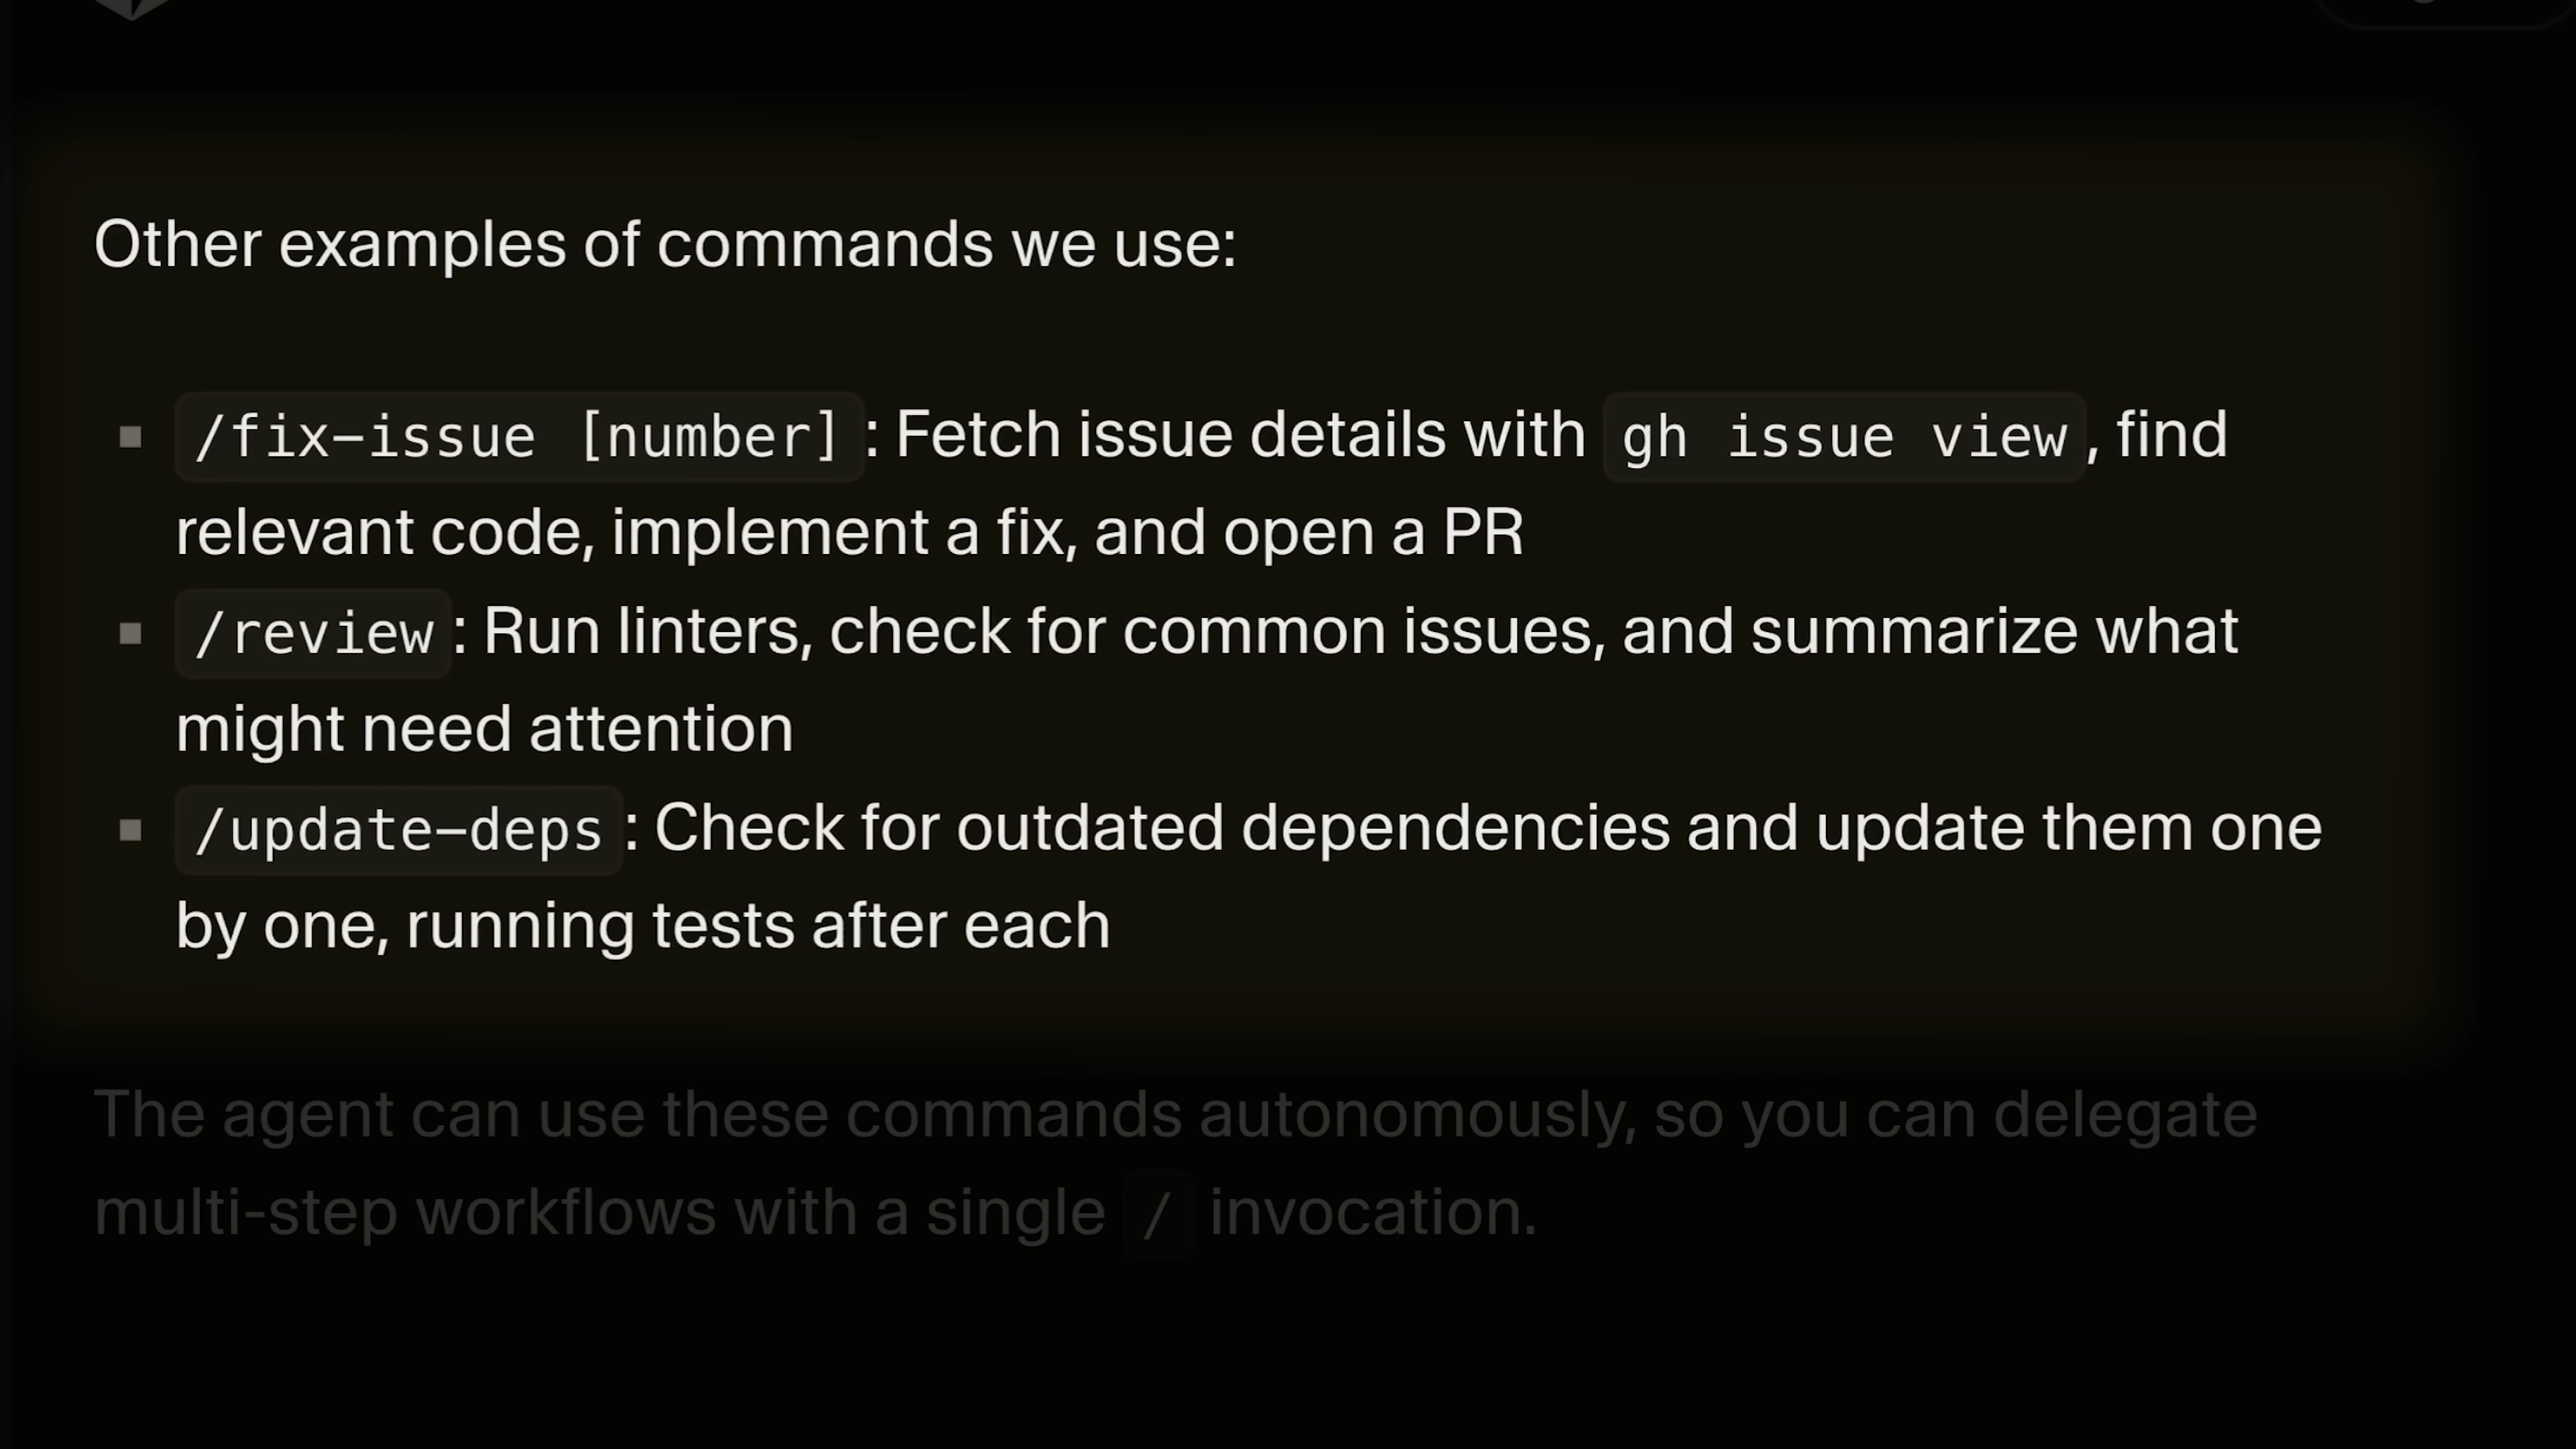 Other examples of commands we use:
/fix-issue [number]: Fetch issue details with gh issue view, find
relevant code, implement a fix, and open a PR
/review: Run linters, check for common issues, and summarize what
might need attention
/update-deps: Check for outdated dependencies and update them one
by one, running tests after each
The agent can use these commands autonomously, so you can delegate
multi-step workflows with a single / invocation.